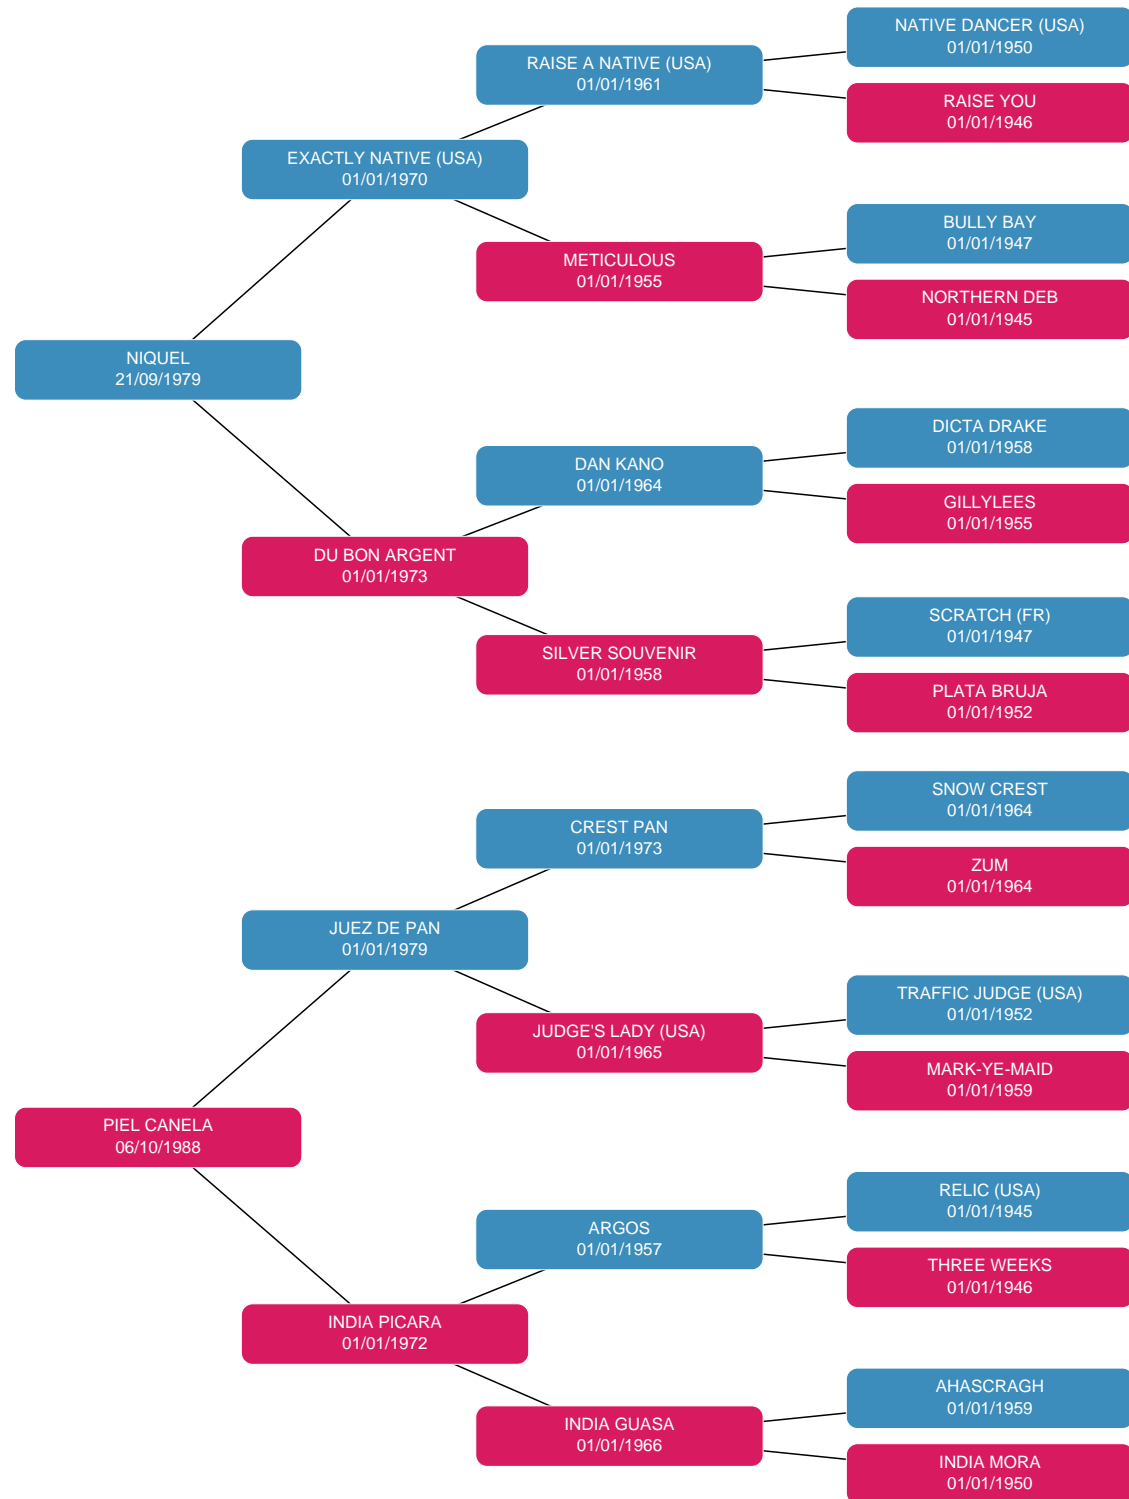 NATIVE DANCER (USA)
01/01/1950
RAISE A NATIVE (USA)
01/01/1961
RAISE YOU
01/01/1946
EXACTLY NATIVE (USA)
01/01/1970
BULLY BAY
01/01/1947
METICULOUS
01/01/1955
NORTHERN DEB
01/01/1945
NIQUEL
21/09/1979
DICTA DRAKE
01/01/1958
DAN KANO
01/01/1964
GILLYLEES
01/01/1955
DU BON ARGENT
01/01/1973
SCRATCH (FR)
01/01/1947
SILVER SOUVENIR
01/01/1958
PLATA BRUJA
01/01/1952
SNOW CREST
01/01/1964
CREST PAN
01/01/1973
ZUM
01/01/1964
JUEZ DE PAN
01/01/1979
TRAFFIC JUDGE (USA)
01/01/1952
JUDGE'S LADY (USA)
01/01/1965
MARK-YE-MAID
01/01/1959
PIEL CANELA
06/10/1988
RELIC (USA)
01/01/1945
ARGOS
01/01/1957
THREE WEEKS
01/01/1946
INDIA PICARA
01/01/1972
AHASCRAGH
01/01/1959
INDIA GUASA
01/01/1966
INDIA MORA
01/01/1950